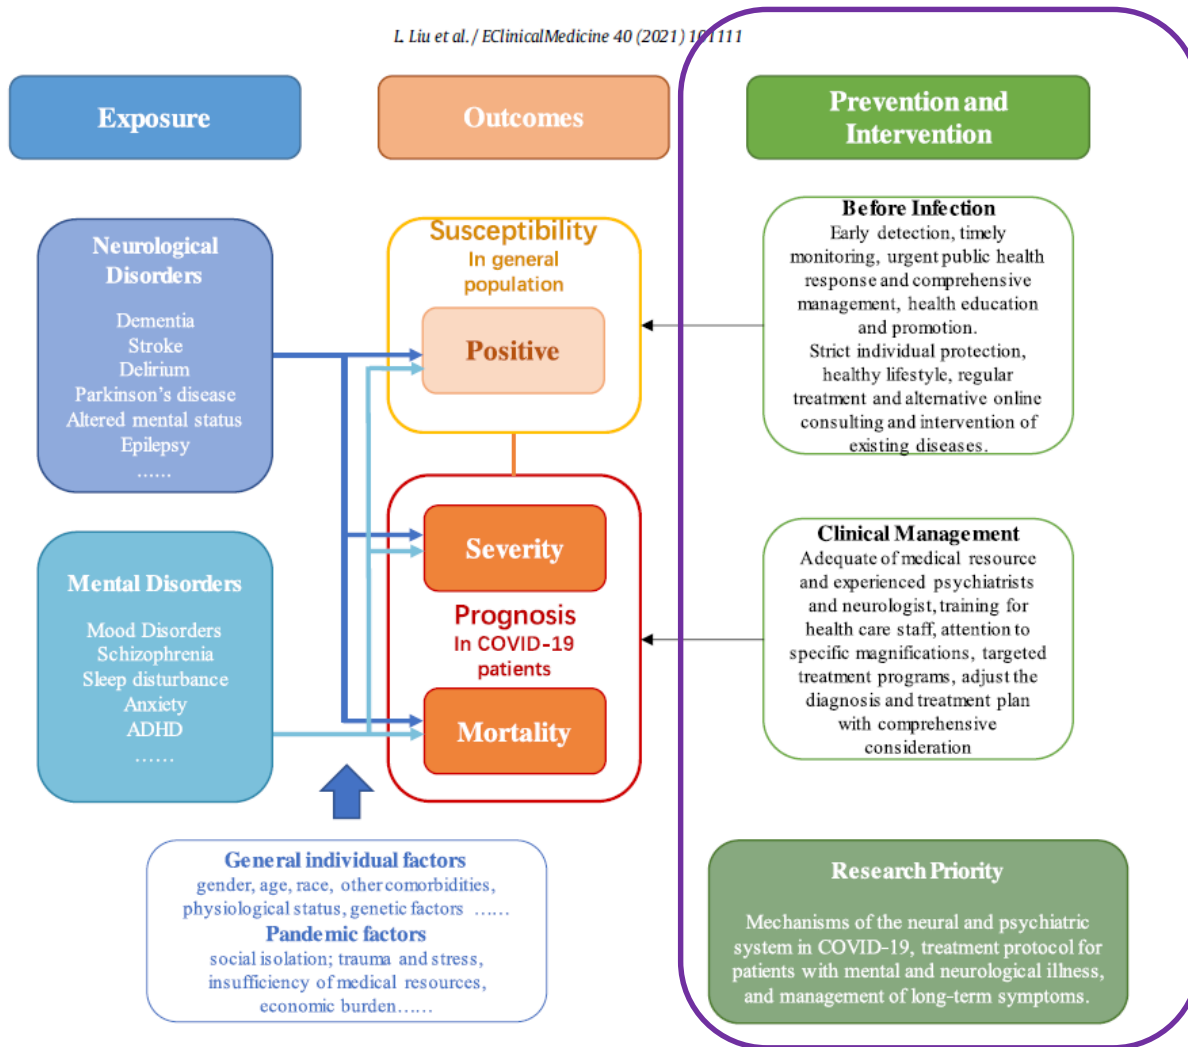 L. Liu et al. / EClinicalMedicine 40 (2021) 101111
Exposure
Outcomes
Prevention and
Intervention
Neurological
Disorders
Dementia
Stroke
Delirium
Parkinson's disease
Altered mental status
Epilepsy
......
Mental Disorders
Mood Disorders
Schizophrenia
Sleep disturbance
Anxiety
ADHD
......
Susceptibility
In general
population
Positive
Severity
Prognosis
In COVID-19
patients
Mortality
Before Infection
Early detection, timely
monitoring, urgent public health
response and comprehensive
management, health education
and promotion.
Strict individual protection,
healthy lifestyle, regular
treatment and alternative online
consulting and intervention of
existing diseases.
Clinical Management
Adequate of medical resource
and experienced psychiatrists
and neurologist, training for
health care staff, attention to
specific magnifications, targeted
treatment programs, adjust the
diagnosis and treatment plan
with comprehensive
consideration
General individual factors
gender, age, race, other comorbidities,
physiological status, genetic factors ......
Pandemic factors
social isolation; trauma and stress,
insufficiency of medical resources,
economic burden......
Research Priority
Mechanisms of the neural and psychiatric
system in COVID-19, treatment protocol for
patients with mental and neurological illness,
and management of long-term symptoms.